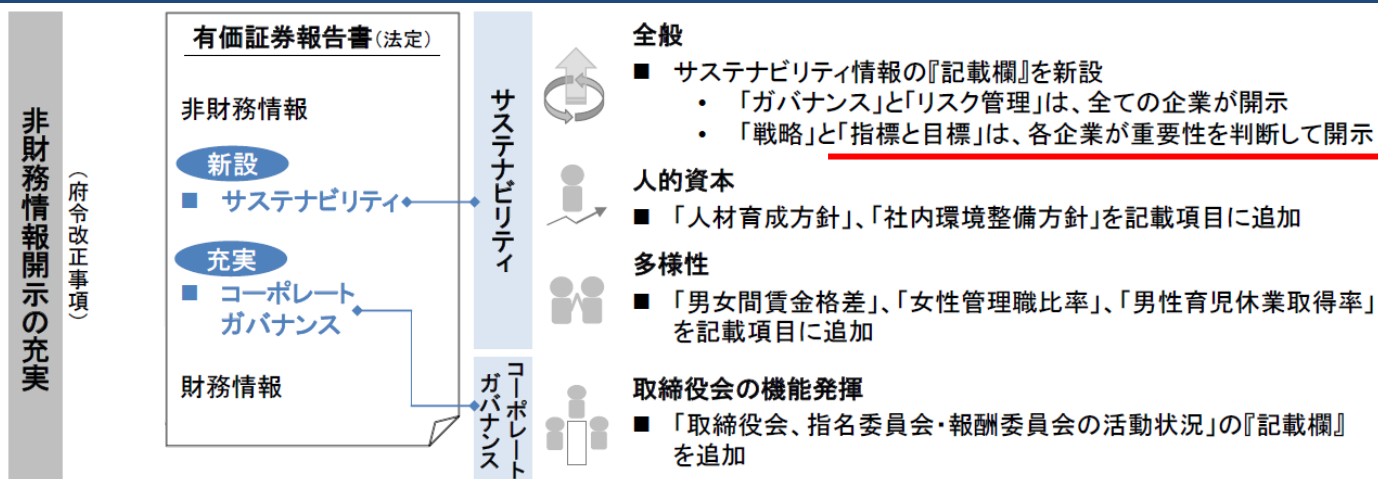 非財務情報開示の充実
（府令改正事項）
有価証券報告書(法定)
非財務情報
新設
■ サステナビリティ
充実
■ コーポレート
ガバナンス
財務情報
サステナビリティ
コーポレート
ガバナンス
全般
■ サステナビリティ情報の『記載欄』を新設
• 「ガバナンス」と「リスク管理」は、全ての企業が開示
• 「戦略」と「指標と目標」は、各企業が重要性を判断して開示
人的資本
■ 「人材育成方針」、「社内環境整備方針」を記載項目に追加
多様性
■ 「男女間賃金格差」、「女性管理職比率」、「男性育児休業取得率」
を記載項目に追加
取締役会の機能発揮
■ 「取締役会、指名委員会・報酬委員会の活動状況」の『記載欄』
を追加